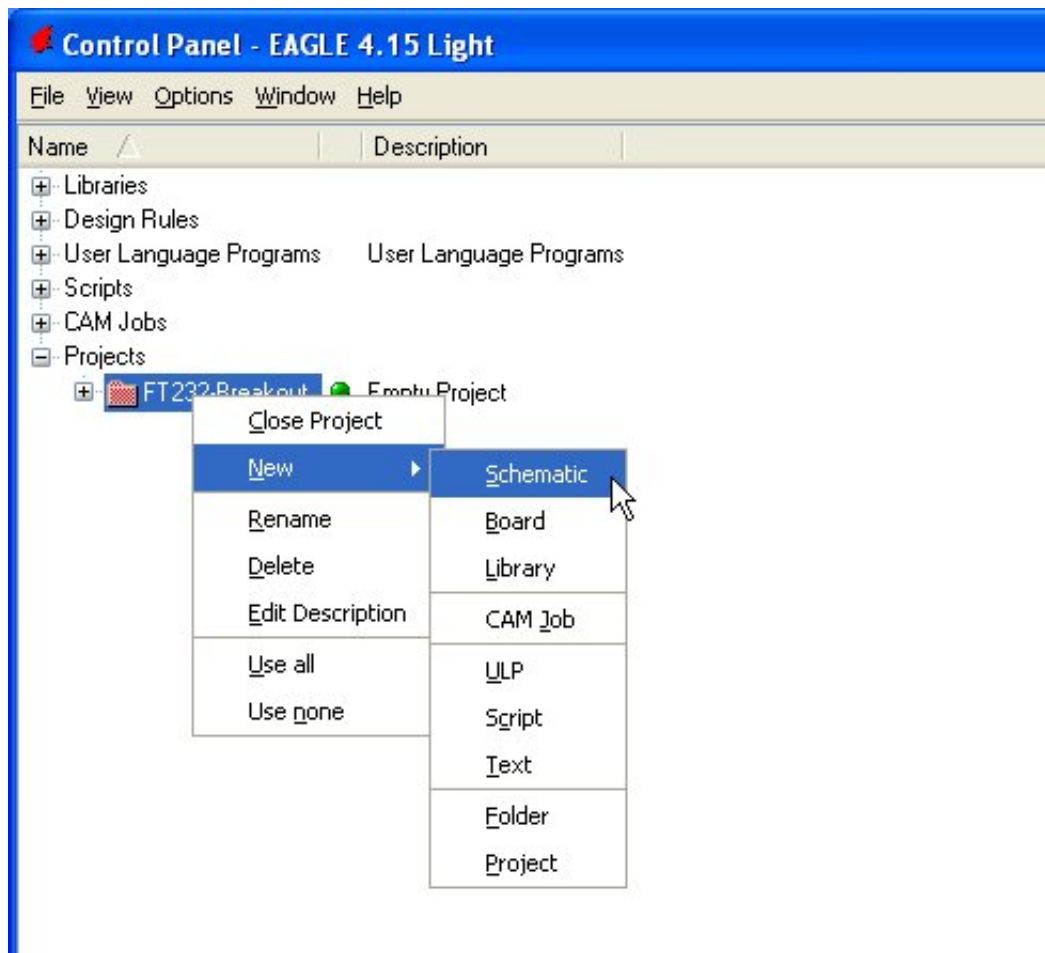 Control Panel - EAGLE 4.15 Light
File View Options Window Help
Name Description
Libraries
Design Rules
User Language Programs User Language Programs
Scripts
CAM Jobs
Projects
FT232-Breakout Empty Project
Close Project
New
Rename
Delete
Edit Description
Use all
Use none
Schematic
Board
Library
CAM Job
ULP
Script
Text
Folder
Project